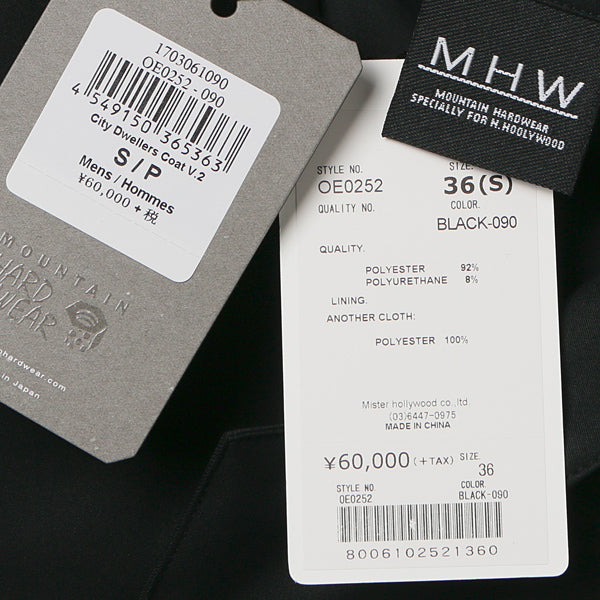 1703061090
OE0252 - 090
4 549150 365363
City Dwellers Coat V.2
S / P
Mens / Hommes
¥60,000 + 税
MOUNTAIN
HARD
WEAR
hardwear.com
in Japan
MHW
MOUNTAIN HARDWEAR
SPECIALLY FOR N.HOOLYWOOD
STYLE NO. SIZE.
OE0252 36(S)
QUALITY NO. COLOR.
BLACK-090
QUALITY.
POLYESTER 92%
POLYURETHANE 8%
LINING.
ANOTHER CLOTH:
POLYESTER 100%
Mister hollywood co.,ltd.
(03)6447-0975
MADE IN CHINA
¥60,000 (+TAX) SIZE. 36
STYLE NO. COLOR.
OE0252 BLACK-090
8006102521360